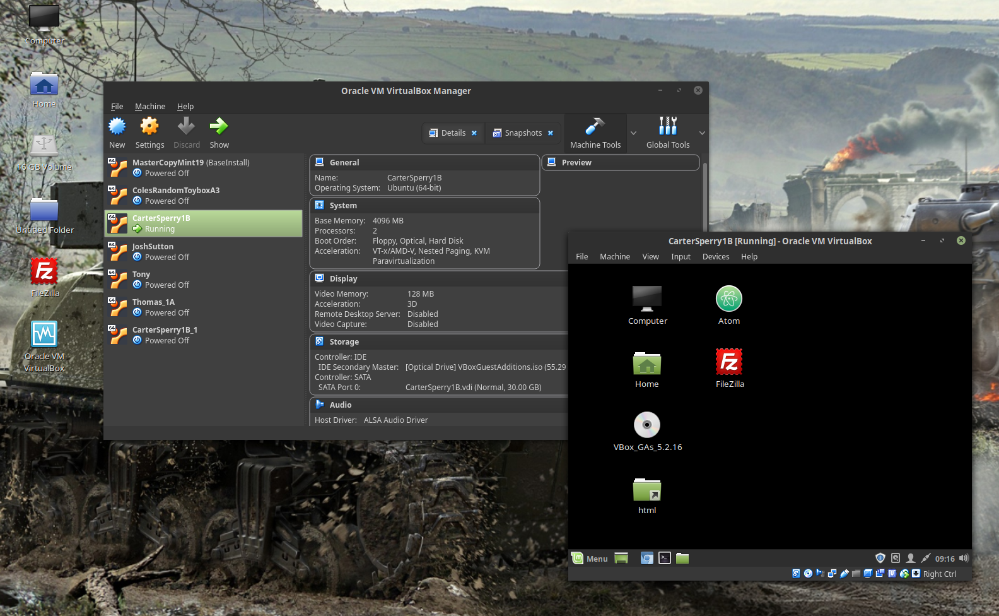 Computer
Home
16 GB Volume
Untitled Folder
FileZilla
Oracle VM
VirtualBox
Oracle VM VirtualBox Manager
File Machine Help
New Settings Discard Show
Details Snapshots Machine Tools Global Tools
64 MasterCopyMint19 (BaseInstall)
Powered Off
64 ColesRandomToyboxA3
Powered Off
64 CarterSperry1B
Running
64 JoshSutton
Powered Off
64 Tony
Powered Off
64 Thomas_1A
Powered Off
64 CarterSperry1B_1
Powered Off
General
Name: CarterSperry1B
Operating System: Ubuntu (64-bit)
System
Base Memory: 4096 MB
Processors: 2
Boot Order: Floppy, Optical, Hard Disk
Acceleration: VT-x/AMD-V, Nested Paging, KVM
Paravirtualization
Display
Video Memory: 128 MB
Acceleration: 3D
Remote Desktop Server: Disabled
Video Capture: Disabled
Storage
Controller: IDE
IDE Secondary Master: [Optical Drive] VBoxGuestAdditions.iso (55.29
Controller: SATA
SATA Port 0: CarterSperry1B.vdi (Normal, 30.00 GB)
Audio
Host Driver: ALSA Audio Driver
Preview
CarterSperry1B [Running] - Oracle VM VirtualBox
File Machine View Input Devices Help
Computer Atom
Home FileZilla
VBox_GAs_5.2.16
html
Menu 09:16
Right Ctrl